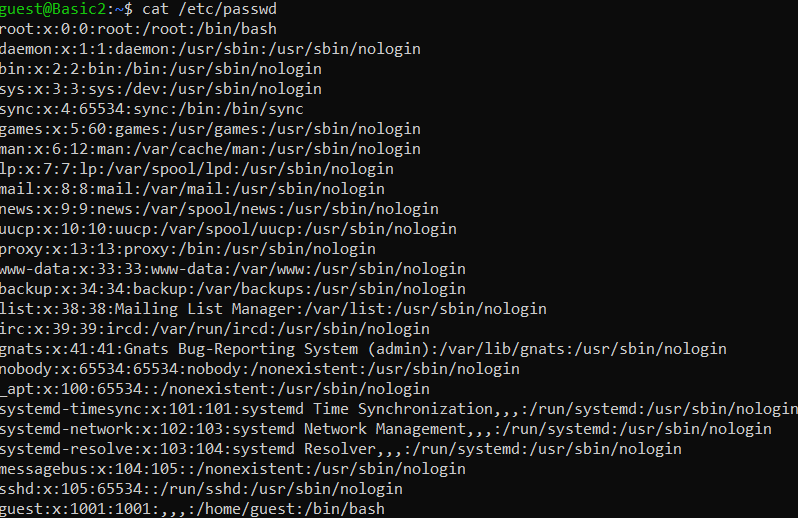 guest@Basic2:~$ cat /etc/passwd
root:x:0:0:root:/root:/bin/bash
daemon:x:1:1:daemon:/usr/sbin:/usr/sbin/nologin
bin:x:2:2:bin:/bin:/usr/sbin/nologin
sys:x:3:3:sys:/dev:/usr/sbin/nologin
sync:x:4:65534:sync:/bin:/bin/sync
games:x:5:60:games:/usr/games:/usr/sbin/nologin
man:x:6:12:man:/var/cache/man:/usr/sbin/nologin
lp:x:7:7:lp:/var/spool/lpd:/usr/sbin/nologin
mail:x:8:8:mail:/var/mail:/usr/sbin/nologin
news:x:9:9:news:/var/spool/news:/usr/sbin/nologin
uucp:x:10:10:uucp:/var/spool/uucp:/usr/sbin/nologin
proxy:x:13:13:proxy:/bin:/usr/sbin/nologin
www-data:x:33:33:www-data:/var/www:/usr/sbin/nologin
backup:x:34:34:backup:/var/backups:/usr/sbin/nologin
list:x:38:38:Mailing List Manager:/var/list:/usr/sbin/nologin
irc:x:39:39:ircd:/var/run/ircd:/usr/sbin/nologin
gnats:x:41:41:Gnats Bug-Reporting System (admin):/var/lib/gnats:/usr/sbin/nologin
nobody:x:65534:65534:nobody:/nonexistent:/usr/sbin/nologin
_apt:x:100:65534::/nonexistent:/usr/sbin/nologin
systemd-timesync:x:101:101:systemd Time Synchronization,,,:/run/systemd:/usr/sbin/nologin
systemd-network:x:102:103:systemd Network Management,,,:/run/systemd:/usr/sbin/nologin
systemd-resolve:x:103:104:systemd Resolver,,,:/run/systemd:/usr/sbin/nologin
messagebus:x:104:105::/nonexistent:/usr/sbin/nologin
sshd:x:105:65534::/run/sshd:/usr/sbin/nologin
guest:x:1001:1001:,,,:/home/guest:/bin/bash